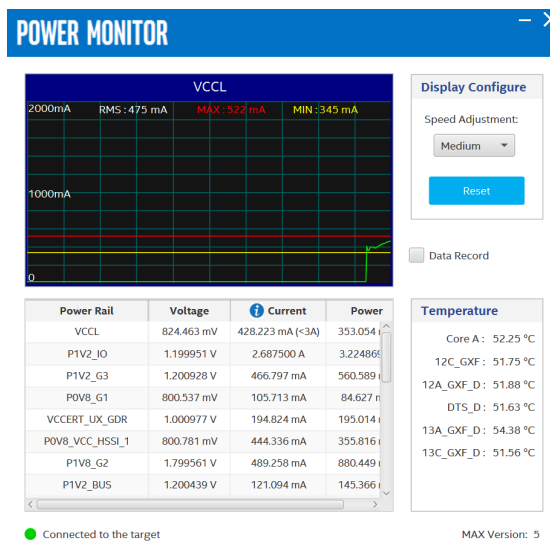 POWER MONITOR
VCCL
2000mA RMS : 475 mA MAX : 522 mA MIN : 345 mA
1000mA
0
Display Configure
Speed Adjustment:
Medium
Reset
Data Record
Power Rail Voltage Current Power
VCCL 824.463 mV 428.223 mA (<3A) 353.054
P1V2_IO 1.199951 V 2.687500 A 3.224869
P1V2_G3 1.200928 V 466.797 mA 560.589
P0V8_G1 800.537 mV 105.713 mA 84.627
VCCERT_UX_GDR 1.000977 V 194.824 mA 195.014
P0V8_VCC_HSSI_1 800.781 mV 444.336 mA 355.816
P1V8_G2 1.799561 V 489.258 mA 880.449
P1V2_BUS 1.200439 V 121.094 mA 145.366
Temperature
Core A : 52.25 °C
12C_GXF : 51.75 °C
12A_GXF_D : 51.88 °C
DTS_D : 51.63 °C
13A_GXF_D : 54.38 °C
13C_GXF_D : 51.56 °C
Connected to the target
MAX Version: 5